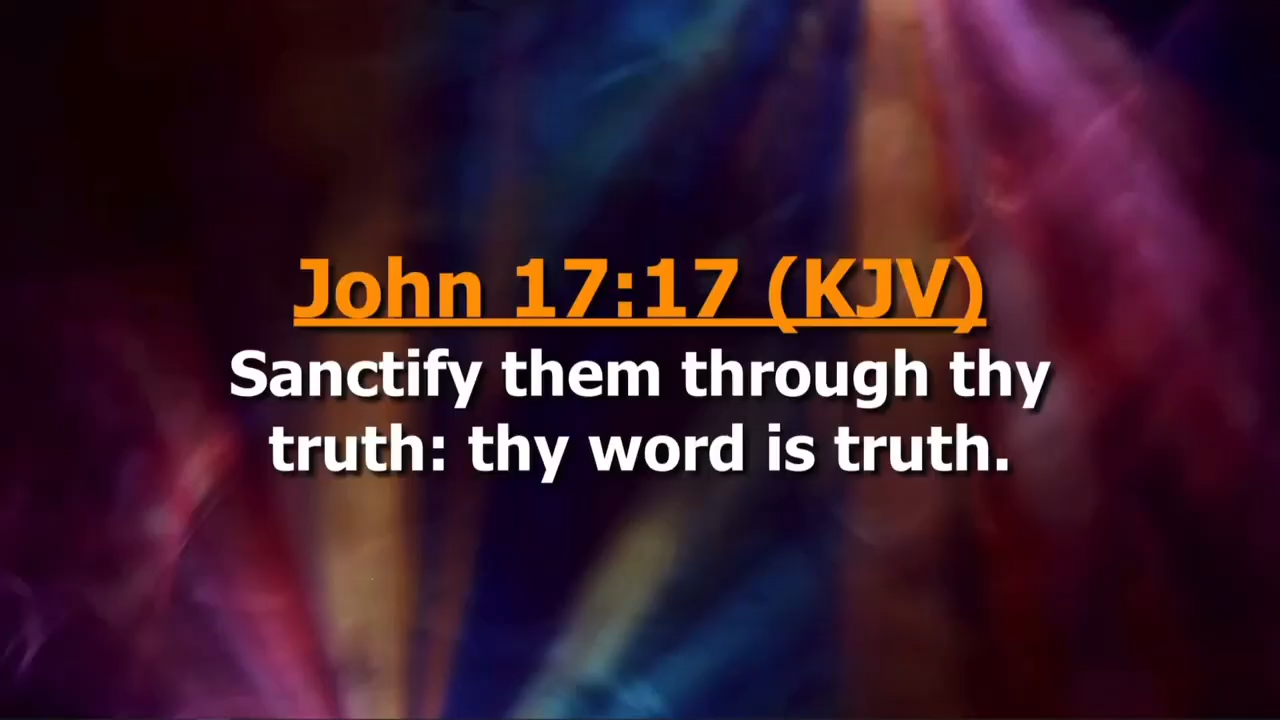 John 17:17 (KJV)
Sanctify them through thy
truth: thy word is truth.